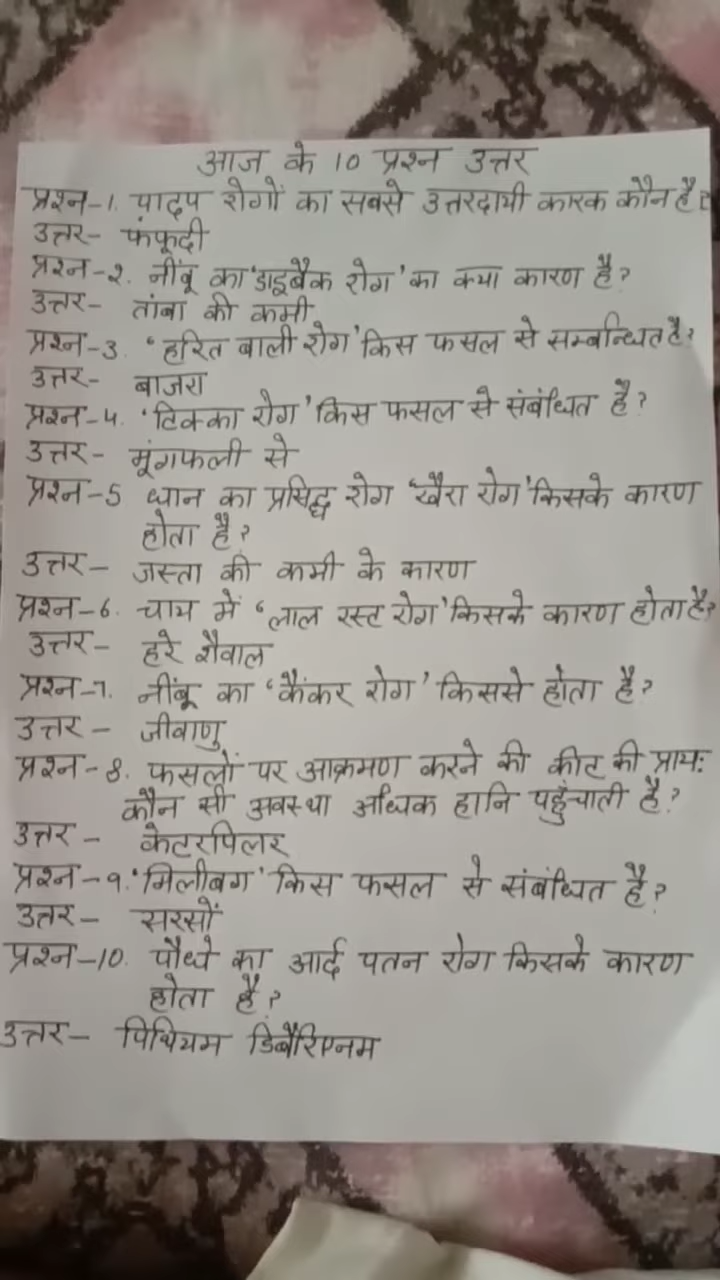 आज के 10 प्रश्न उत्तर
प्रश्न-1. पादप रोगों का सबसे उत्तरदायी कारक कौन है?
उत्तर- फंफूदी
प्रश्न-2. नींबू का 'डाइबैक रोग' का क्या कारण है?
उत्तर- तांबा की कमी
प्रश्न-3. 'हरित बाली रोग' किस फसल से सम्बन्धित है?
उत्तर- बाजरा
प्रश्न-4. 'टिक्का रोग' किस फसल से संबंधित है?
उत्तर- मूंगफली से
प्रश्न-5 धान का प्रसिद्ध रोग 'खैरा रोग' किसके कारण
होता है?
उत्तर- जस्ता की कमी के कारण
प्रश्न-6. चाय में 'लाल रस्ट रोग' किसके कारण होता है?
उत्तर- हरे शैवाल
प्रश्न-7. नींबू का 'कैंकर रोग' किससे होता है?
उत्तर- जीवाणु
प्रश्न-8. फसलों पर आक्रमण करने की कीट की प्रायः
कौन सी अवस्था अधिक हानि पहुँचाती है?
उत्तर- केटरपिलर
प्रश्न-9. 'मिलीबग' किस फसल से संबंधित है?
उत्तर- सरसों
प्रश्न-10. पौधे का आर्द पतन रोग किसके कारण
होता है?
उत्तर- पिथियम डिबैरिएनम